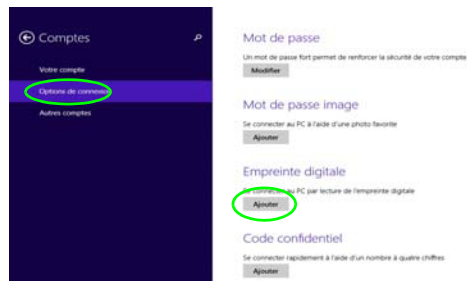 Comptes
Votre compte
Options de connexion
Autres comptes
Mot de passe
Un mot de passe fort permet de renforcer la sécurité de votre compte
Modifier
Mot de passe image
Se connecter au PC à l'aide d'une photo favorite
Ajouter
Empreinte digitale
Se connecter au PC par lecture de l'empreinte digitale
Ajouter
Code confidentiel
Se connecter rapidement à l'aide d'un nombre à quatre chiffres
Ajouter